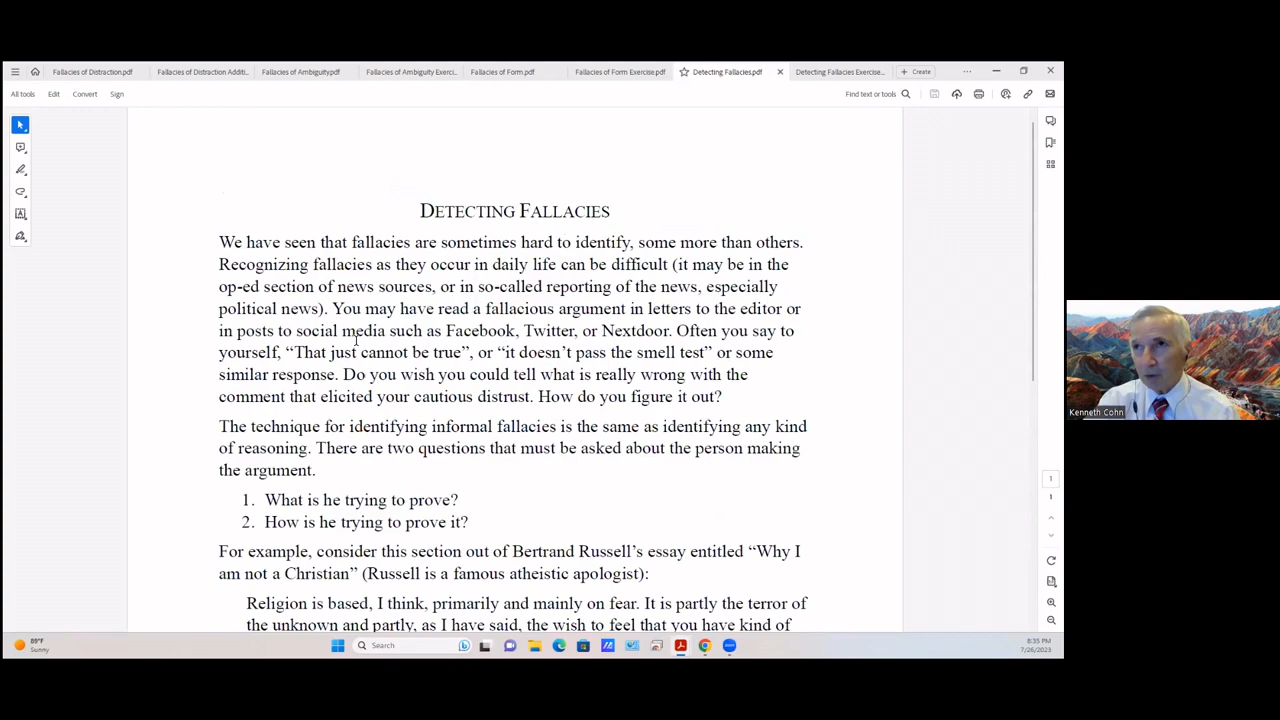 Fallacies of Distraction.pdf
Fallacies of Distraction Additi...
Fallacies of Ambiguity.pdf
Fallacies of Ambiguity Exerci...
Fallacies of Form.pdf
Fallacies of Form Exercise.pdf
Detecting Fallacies.pdf
Detecting Fallacies Exercise...
+ Create
All tools
Edit
Convert
Sign
Find text or tools
DETECTING FALLACIES
We have seen that fallacies are sometimes hard to identify, some more than others.
Recognizing fallacies as they occur in daily life can be difficult (it may be in the
op-ed section of news sources, or in so-called reporting of the news, especially
political news). You may have read a fallacious argument in letters to the editor or
in posts to social media such as Facebook, Twitter, or Nextdoor. Often you say to
yourself, “That just cannot be true”, or “it doesn’t pass the smell test” or some
similar response. Do you wish you could tell what is really wrong with the
comment that elicited your cautious distrust. How do you figure it out?
The technique for identifying informal fallacies is the same as identifying any kind
of reasoning. There are two questions that must be asked about the person making
the argument.
1. What is he trying to prove?
2. How is he trying to prove it?
For example, consider this section out of Bertrand Russell’s essay entitled “Why I
am not a Christian” (Russell is a famous atheistic apologist):
Religion is based, I think, primarily and mainly on fear. It is partly the terror of
the unknown and partly, as I have said, the wish to feel that you have kind of
Kenneth Cohn
1
1
89°F
Sunny
Search
8:35 PM
7/26/2023